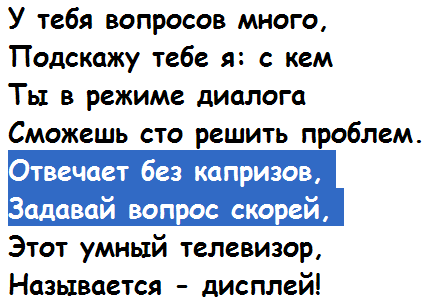 У тебя вопросов много,
Подскажу тебе я: с кем
Ты в режиме диалога
Сможешь сто решить проблем.
Отвечает без капризов,
Задавай вопрос скорей,
Этот умный телевизор,
Называется - дисплей!